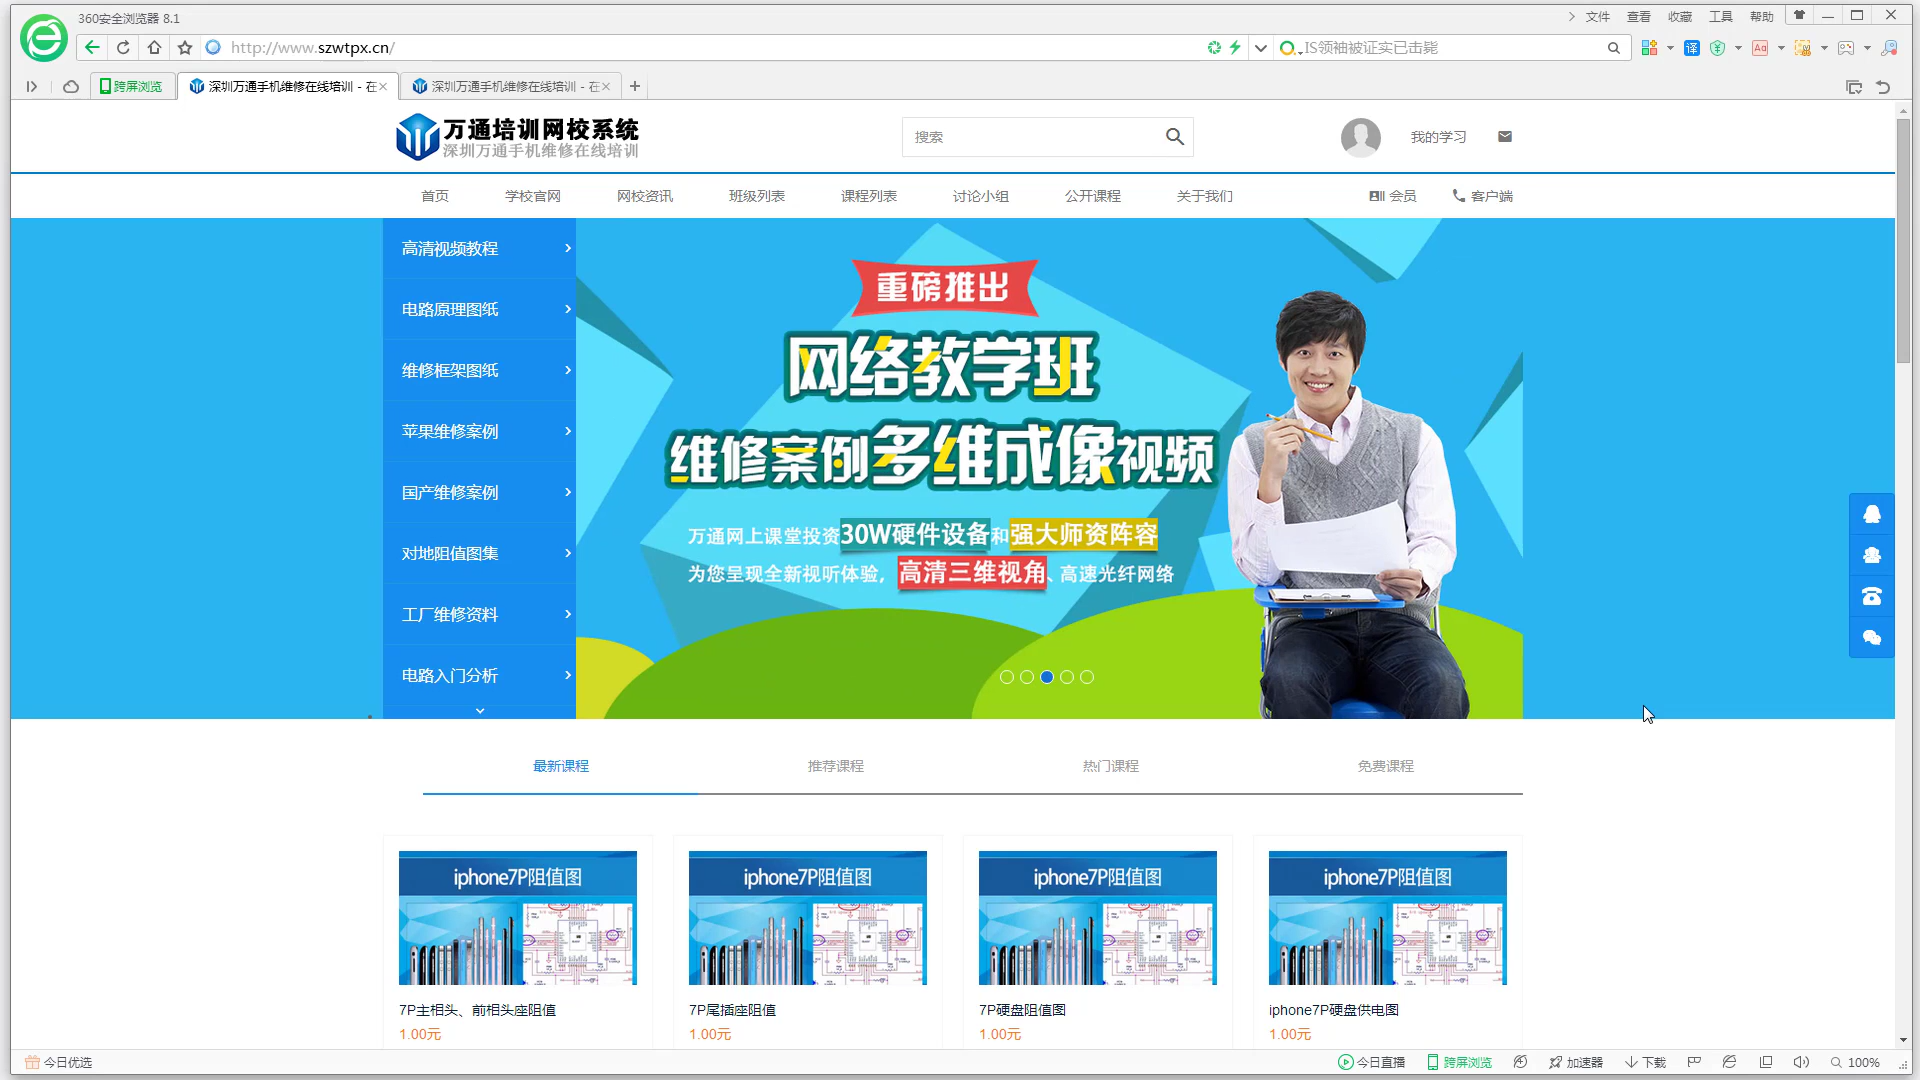 360安全浏览器 8.1
文件 查看 收藏 工具 帮助
http://www.szwtpx.cn/
IS领袖被证实已击毙
跨屏浏览
深圳万通手机维修在线培训 - 在
深圳万通手机维修在线培训 - 在
万通培训网校系统
深圳万通手机维修在线培训
搜索
我的学习
首页 学校官网 网校资讯 班级列表 课程列表 讨论小组 公开课程 关于我们 会员 客户端
高清视频教程
电路原理图纸
维修框架图纸
苹果维修案例
国产维修案例
对地阻值图集
工厂维修资料
电路入门分析
重磅推出
网络教学班
维修案例多维成像视频
万通网上课堂投资30W硬件设备和强大师资阵容
为您呈现全新视听体验,高清三维视角、高速光纤网络
最新课程 推荐课程 热门课程 免费课程
iphone7P阻值图
iphone7P阻值图
iphone7P阻值图
iphone7P阻值图
7P主相头、前相头座阻值
7P尾插座阻值
7P硬盘阻值图
iphone7P硬盘供电图
1.00元
1.00元
1.00元
1.00元
今日优选
今日直播 跨屏浏览 加速器 下载 100%